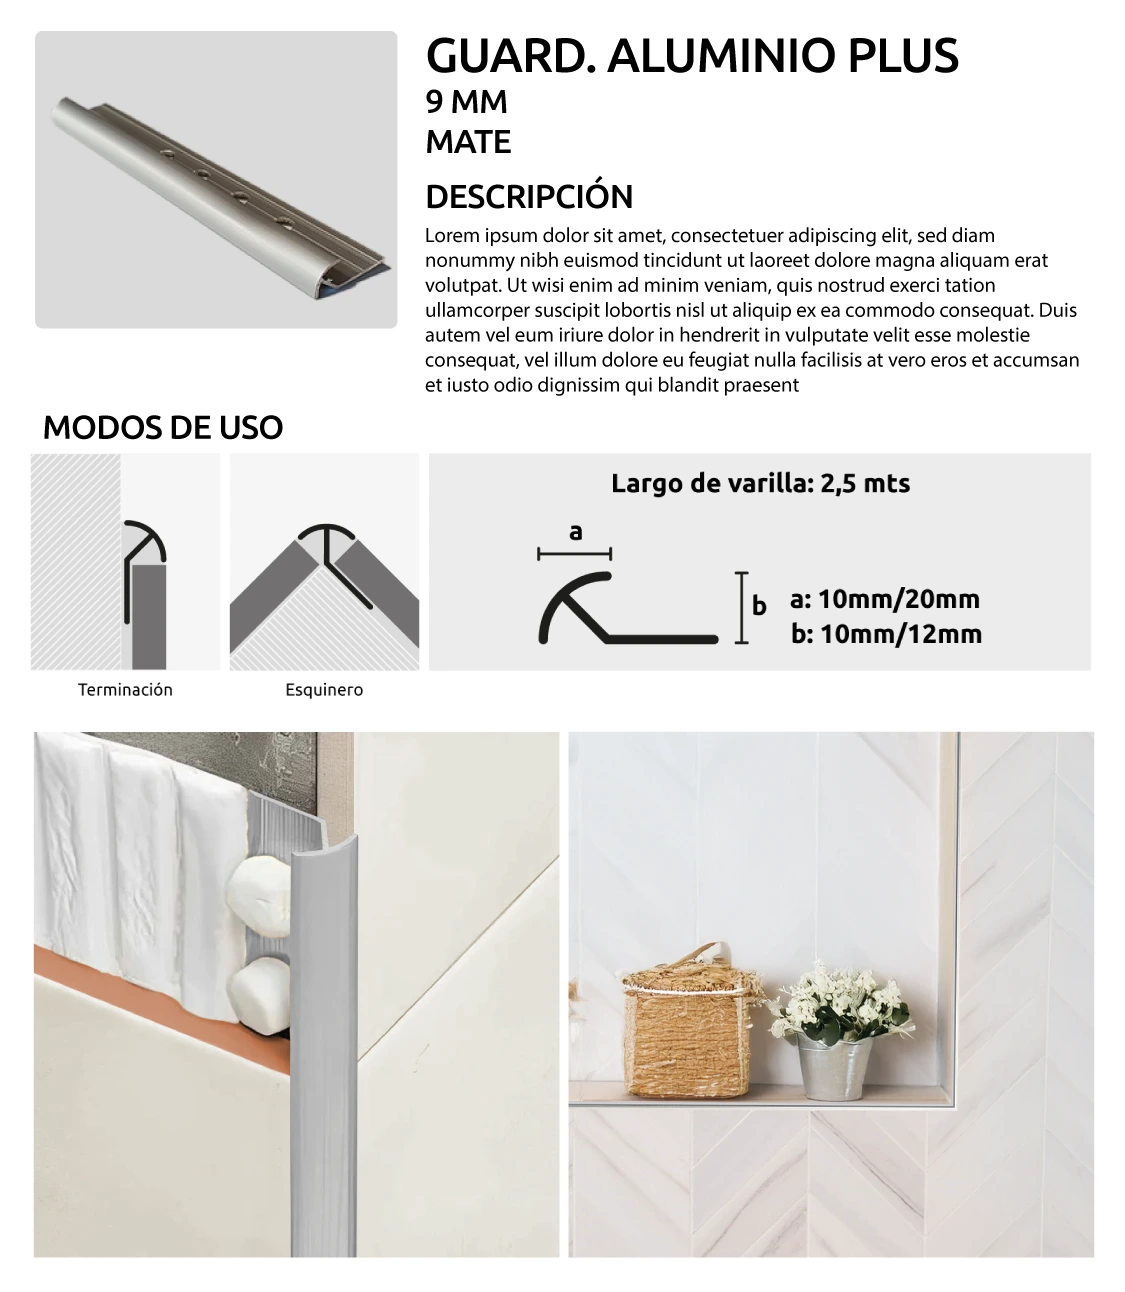 GUARD. ALUMINIO PLUS
9 MM
MATE
DESCRIPCIÓN
Lorem ipsum dolor sit amet, consectetuer adipiscing elit, sed diam
nonummy nibh euismod tincidunt ut laoreet dolore magna aliquam erat
volutpat. Ut wisi enim ad minim veniam, quis nostrud exerci tation
ullamcorper suscipit lobortis nisl ut aliquip ex ea commodo consequat. Duis
autem vel eum iriure dolor in hendrerit in vulputate velit esse molestie
consequat, vel illum dolore eu feugiat nulla facilisis at vero eros et accumsan
et iusto odio dignissim qui blandit praesent
MODOS DE USO
Terminación
Esquinero
Largo de varilla: 2,5 mts
a
b
a: 10mm/20mm
b: 10mm/12mm